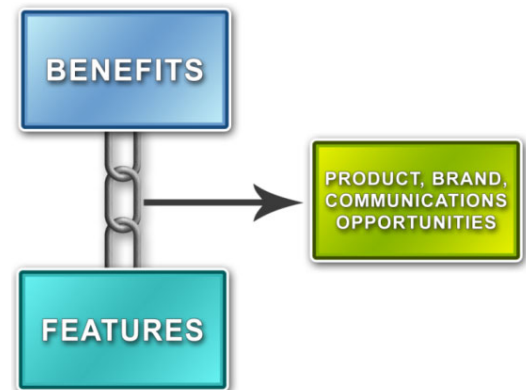 BENEFITS
PRODUCT, BRAND,
COMMUNICATIONS
OPPORTUNITIES
FEATURES